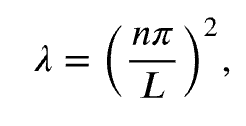 λ = (nπ/L)²,